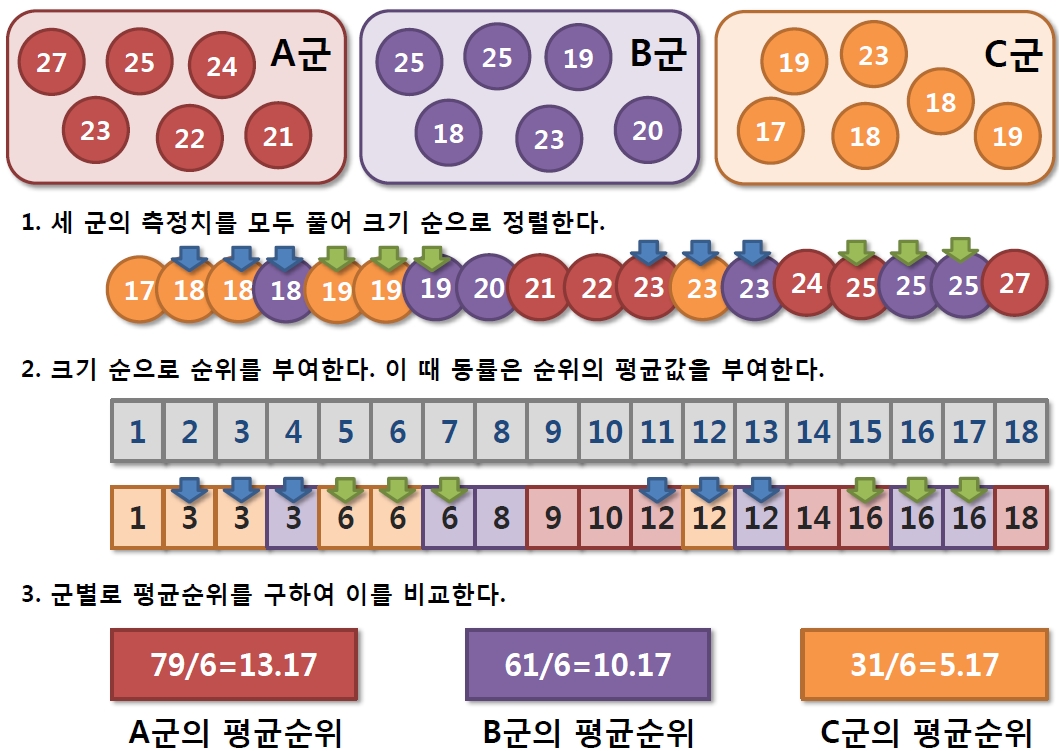 27 25 24 A군
23 22 21
25 25 19 B군
18 23 20
19 23 C군
18
17 18 19
1. 세 군의 측정치를 모두 풀어 크기 순으로 정렬한다.
17 18 18 18 19 19 19 20 21 22 23 23 23 24 25 25 25 27
2. 크기 순으로 순위를 부여한다. 이 때 동률은 순위의 평균값을 부여한다.
1 2 3 4 5 6 7 8 9 10 11 12 13 14 15 16 17 18
1 3 3 3 6 6 6 8 9 10 12 12 12 14 16 16 16 18
3. 군별로 평균순위를 구하여 이를 비교한다.
79/6=13.17 61/6=10.17 31/6=5.17
A군의 평균순위 B군의 평균순위 C군의 평균순위